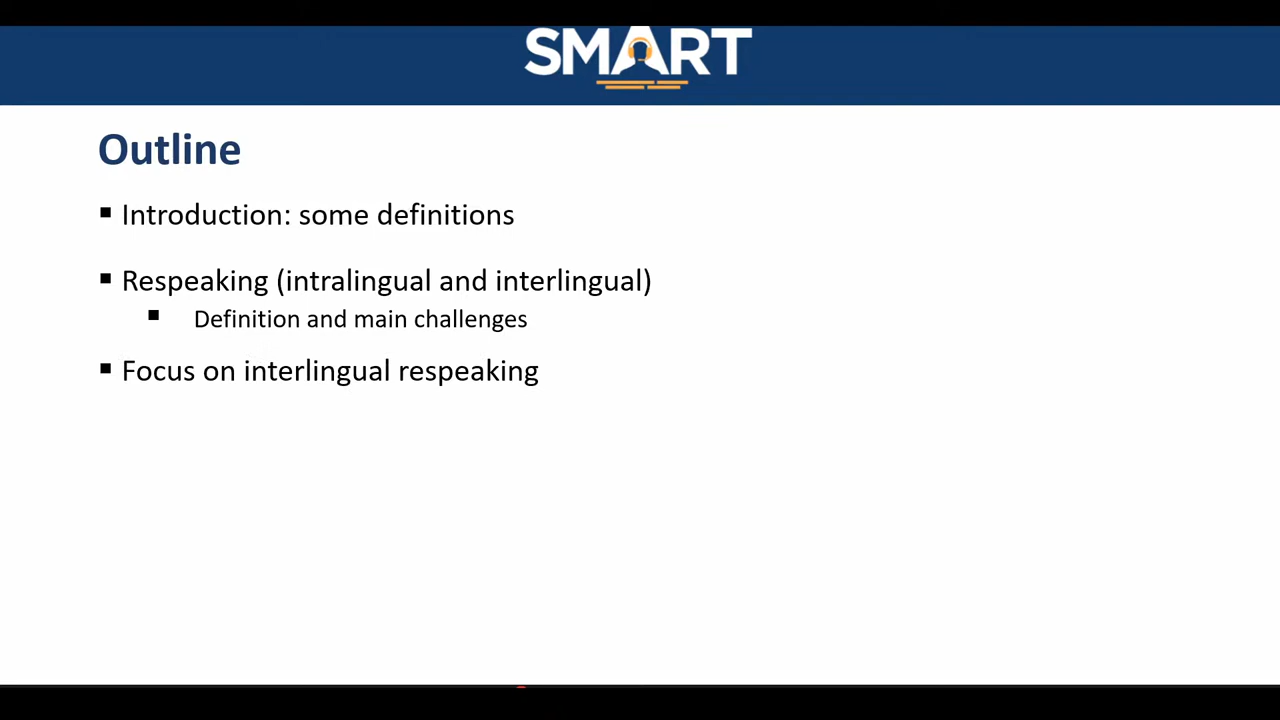 SMART
Outline
▪ Introduction: some definitions
▪ Respeaking (intralingual and interlingual)
▪ Definition and main challenges
▪ Focus on interlingual respeaking